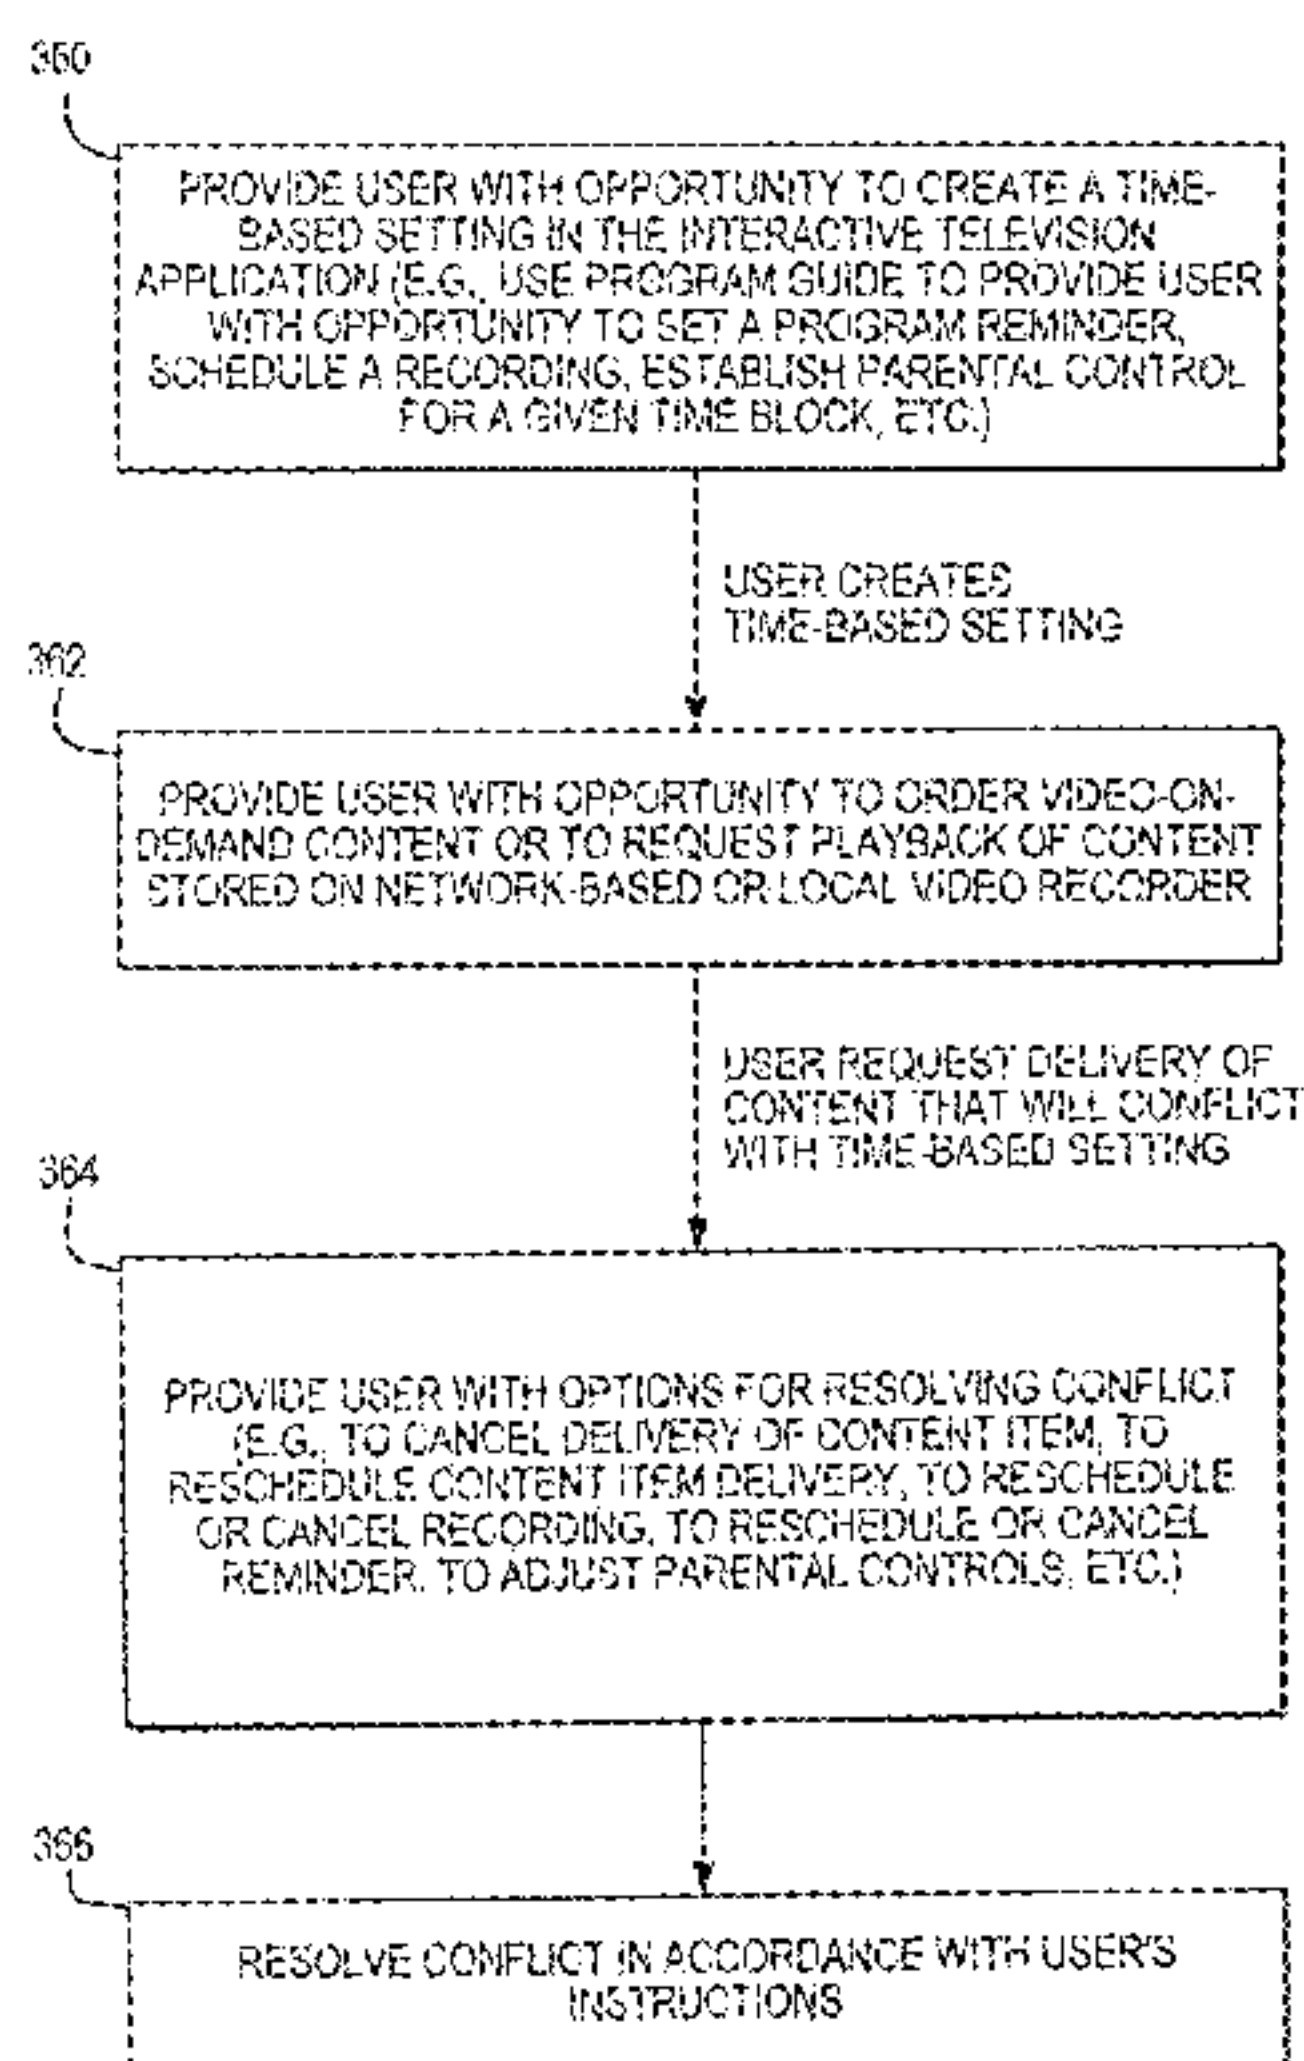 360
PROVIDE USER WITH OPPORTUNITY TO CREATE A TIME-
BASED SETTING IN THE INTERACTIVE TELEVISION
APPLICATION (E.G., USE PROGRAM GUIDE TO PROVIDE USER
WITH OPPORTUNITY TO SET A PROGRAM REMINDER,
SCHEDULE A RECORDING, ESTABLISH PARENTAL CONTROL
FOR A GIVEN TIME BLOCK, ETC.)
USER CREATES
TIME-BASED SETTING
362
PROVIDE USER WITH OPPORTUNITY TO ORDER VIDEO-ON-
DEMAND CONTENT OR TO REQUEST PLAYBACK OF CONTENT
STORED ON NETWORK-BASED OR LOCAL VIDEO RECORDER
USER REQUEST DELIVERY OF
CONTENT THAT WILL CONFLICT
WITH TIME-BASED SETTING
364
PROVIDE USER WITH OPTIONS FOR RESOLVING CONFLICT
(E.G., TO CANCEL DELIVERY OF CONTENT ITEM, TO
RESCHEDULE CONTENT ITEM DELIVERY, TO RESCHEDULE
OR CANCEL RECORDING, TO RESCHEDULE OR CANCEL
REMINDER, TO ADJUST PARENTAL CONTROLS, ETC.)
366
RESOLVE CONFLICT IN ACCORDANCE WITH USER'S
INSTRUCTIONS